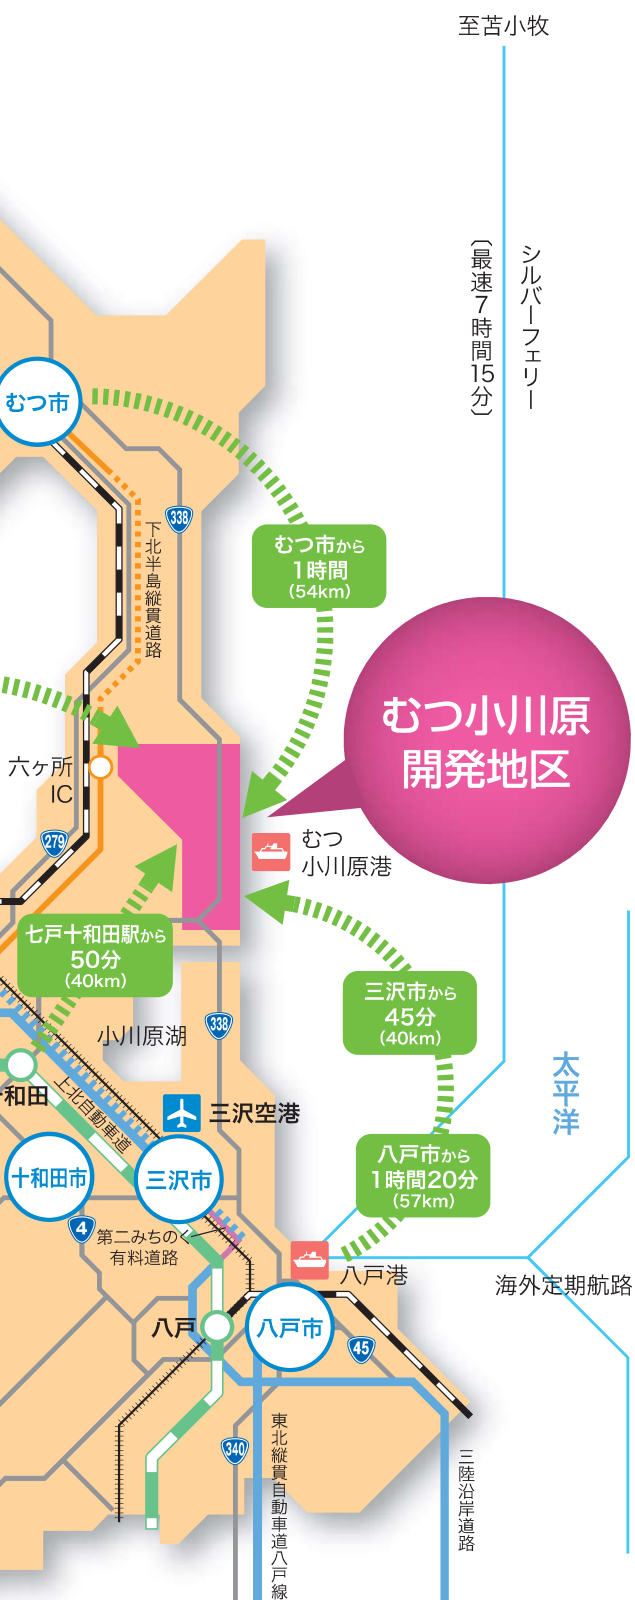 至苫小牧
シルバーフェリー
〔最速7時間15分〕
むつ市
338
下北半島縦貫道路
むつ市から
1時間
(54km)
むつ小川原
開発地区
六ヶ所
IC
279
むつ
小川原港
七戸十和田駅から
50分
(40km)
三沢市から
45分
(40km)
338
小川原湖
太平洋
十和田
上北自動車道
三沢空港
十和田市
三沢市
八戸市から
1時間20分
(57km)
4
第二みちのく
有料道路
八戸港
海外定期航路
八戸
八戸市
45
340
東北縦貫自動車道八戸線
三陸沿岸道路